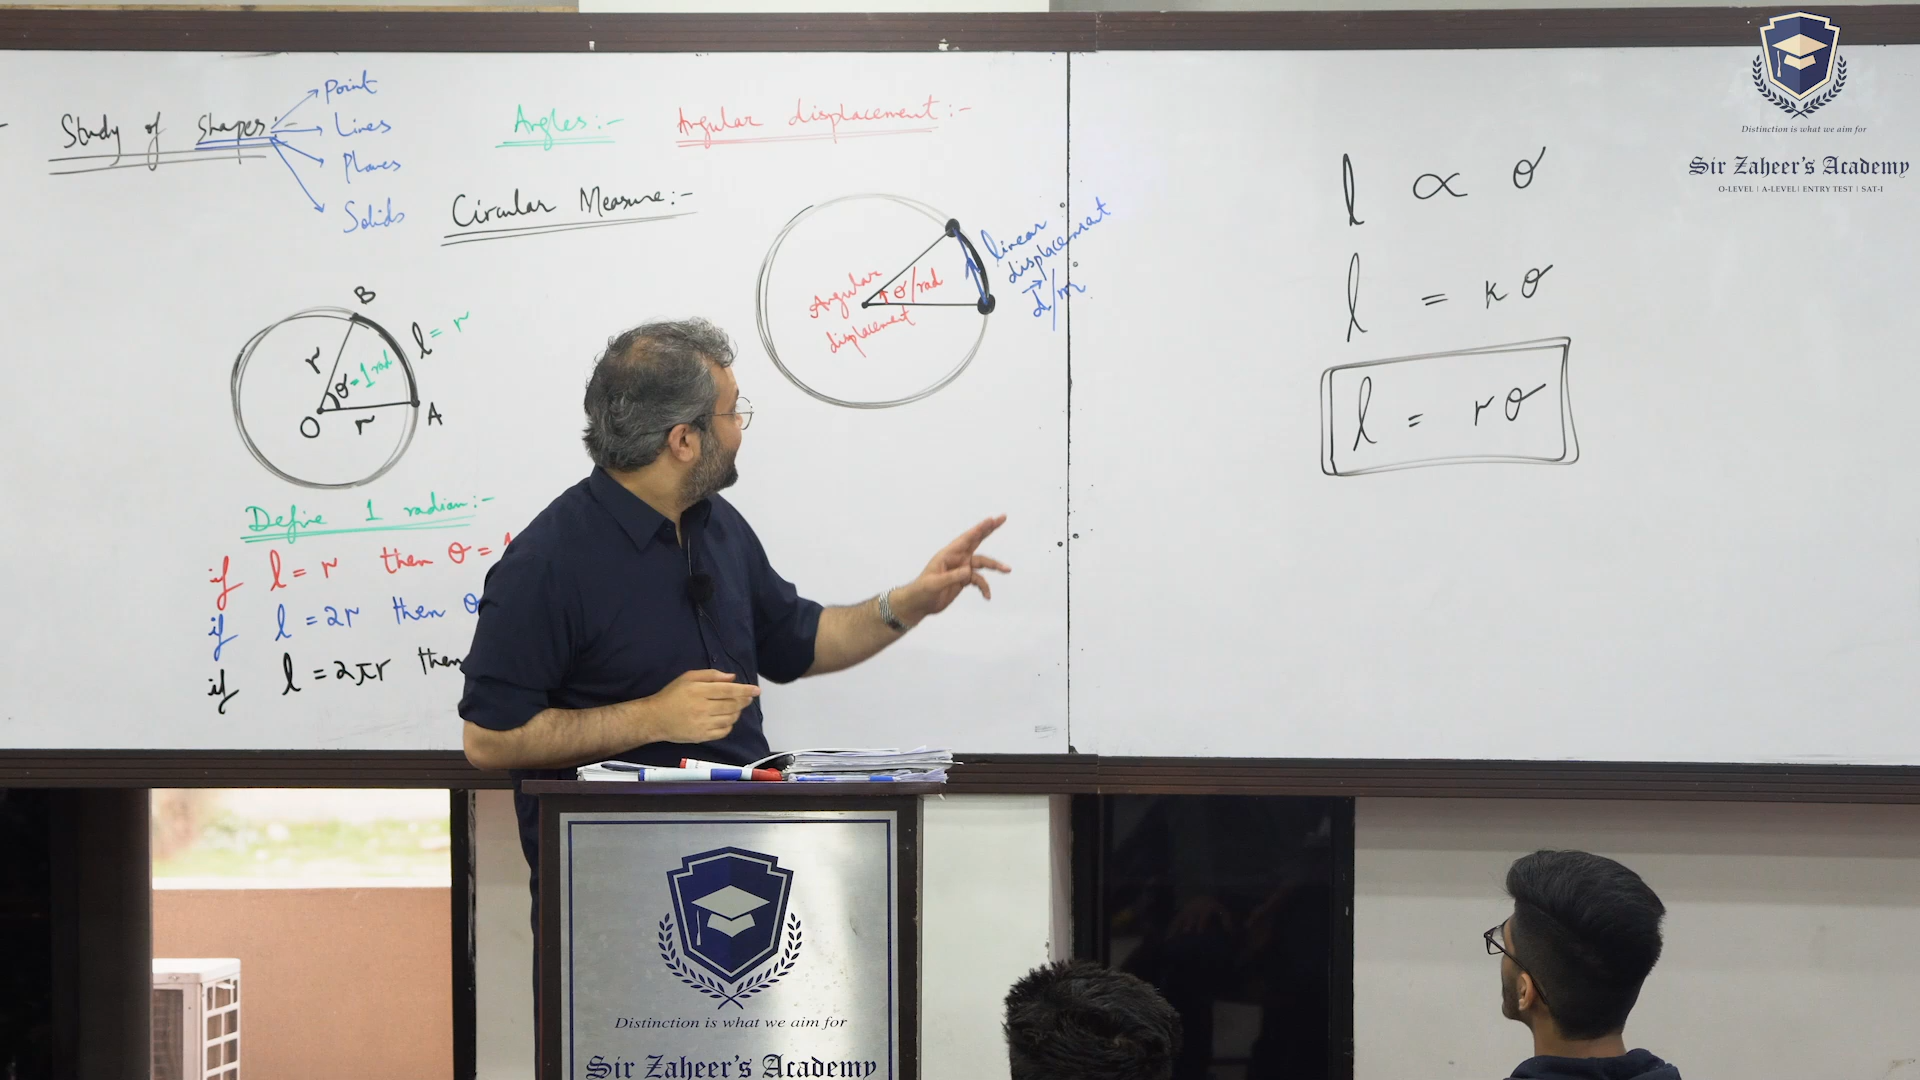 Study of Shapes:-
Point
Lines
Planes
Solids
Angles:-
Angular displacement:-
Circular Measure:-
B
l = r
r
θ = 1 rad
O
r
A
Define 1 radian:-
if l = r then θ =
if l = 2r then θ
if l = 2πr then
Angular
displacement
θ/rad
linear
displacement
d/m
l ∝ θ
l = κθ
l = rθ
Distinction is what we aim for
Sir Zaheer's Academy
O-LEVEL | A-LEVEL | ENTRY TEST | SAT-I
Distinction is what we aim for
Sir Zaheer's Academy